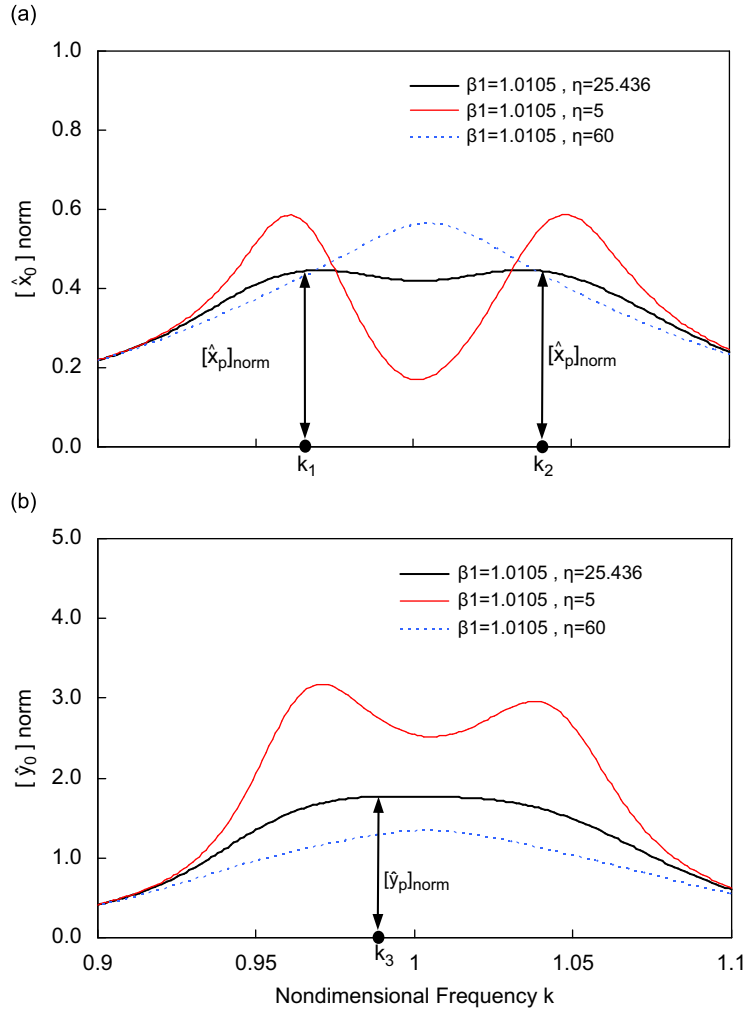 (a)
1.0
0.8
0.6
0.4
0.2
0.0
[ x̂₀ ] norm
β1=1.0105 , η=25.436
β1=1.0105 , η=5
β1=1.0105 , η=60
[x̂ₚ]norm
[x̂ₚ]norm
k₁
k₂
(b)
5.0
4.0
3.0
2.0
1.0
0.0
[ ŷ₀ ] norm
β1=1.0105 , η=25.436
β1=1.0105 , η=5
β1=1.0105 , η=60
[ŷₚ]norm
k₃
0.9
0.95
1
1.05
1.1
Nondimensional Frequency k